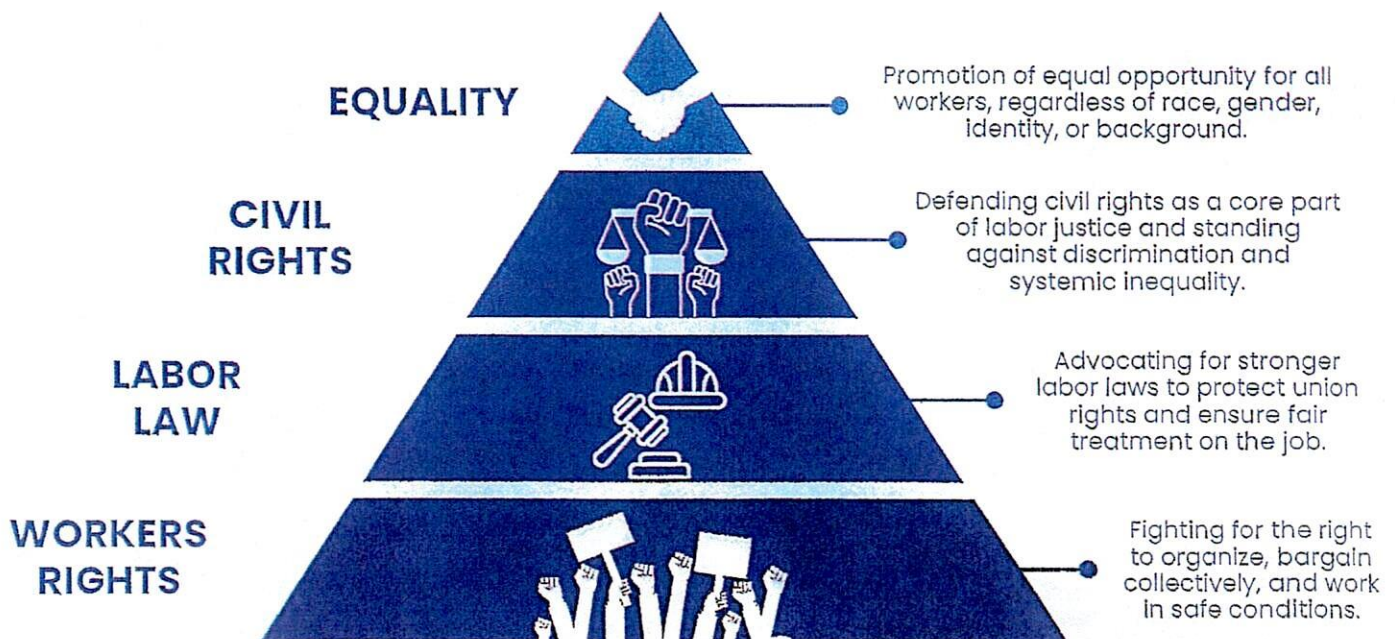 EQUALITY
Promotion of equal opportunity for all
workers, regardless of race, gender,
identity, or background.
CIVIL
RIGHTS
Defending civil rights as a core part
of labor justice and standing
against discrimination and
systemic inequality.
LABOR
LAW
Advocating for stronger
labor laws to protect union
rights and ensure fair
treatment on the job.
WORKERS
RIGHTS
Fighting for the right
to organize, bargain
collectively, and work
in safe conditions.